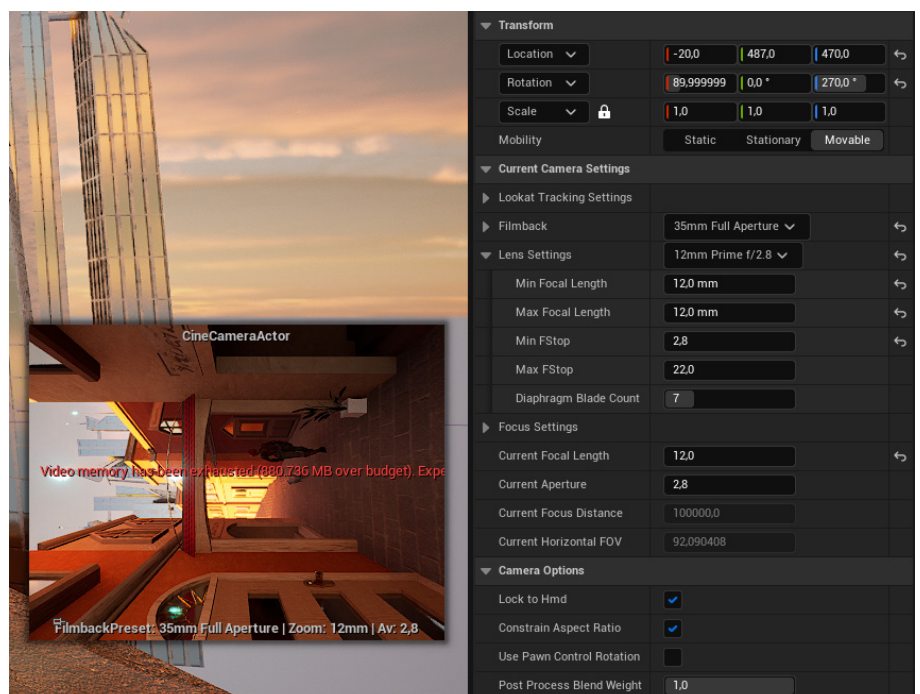 Transform
Location -20,0 487,0 470,0
Rotation 89,999999 0,0 ° 270,0 °
Scale 1,0 1,0 1,0
Mobility Static Stationary Movable
Current Camera Settings
Lookat Tracking Settings
Filmback 35mm Full Aperture
Lens Settings 12mm Prime f/2.8
Min Focal Length 12,0 mm
Max Focal Length 12,0 mm
Min FStop 2,8
Max FStop 22,0
Diaphragm Blade Count 7
Focus Settings
Current Focal Length 12,0
Current Aperture 2,8
Current Focus Distance 100000,0
Current Horizontal FOV 92,090408
Camera Options
Lock to Hmd
Constrain Aspect Ratio
Use Pawn Control Rotation
Post Process Blend Weight 1,0
CineCameraActor
Video memory has been exhausted (880.736 MB over budget). Expe
FilmbackPreset: 35mm Full Aperture | Zoom: 12mm | Av: 2,8